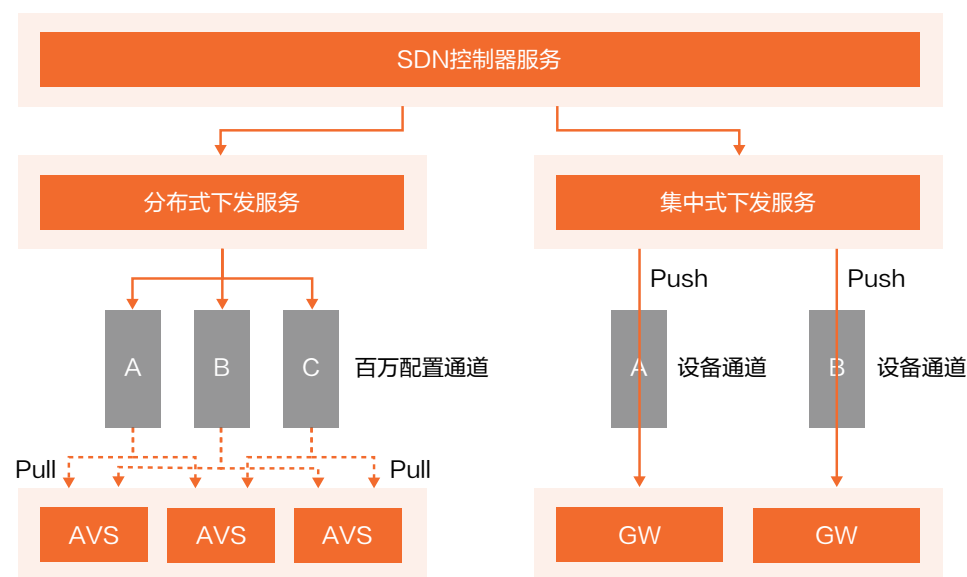 SDN控制器服务
分布式下发服务
集中式下发服务
Push
Push
A
B
C
百万配置通道
A
设备通道
B
设备通道
Pull
Pull
AVS
AVS
AVS
GW
GW